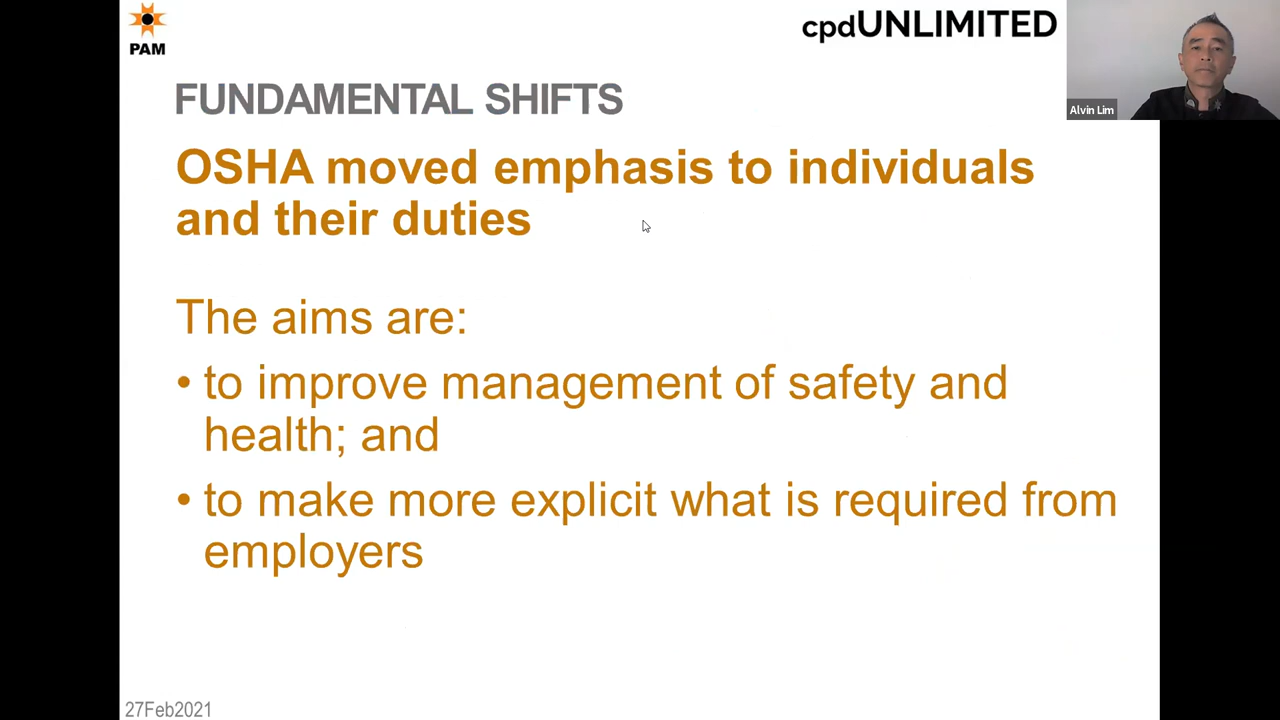 PAM
cpdUNLIMITED
Alvin Lim
FUNDAMENTAL SHIFTS
OSHA moved emphasis to individuals
and their duties
The aims are:
• to improve management of safety and
health; and
• to make more explicit what is required from
employers
27Feb2021